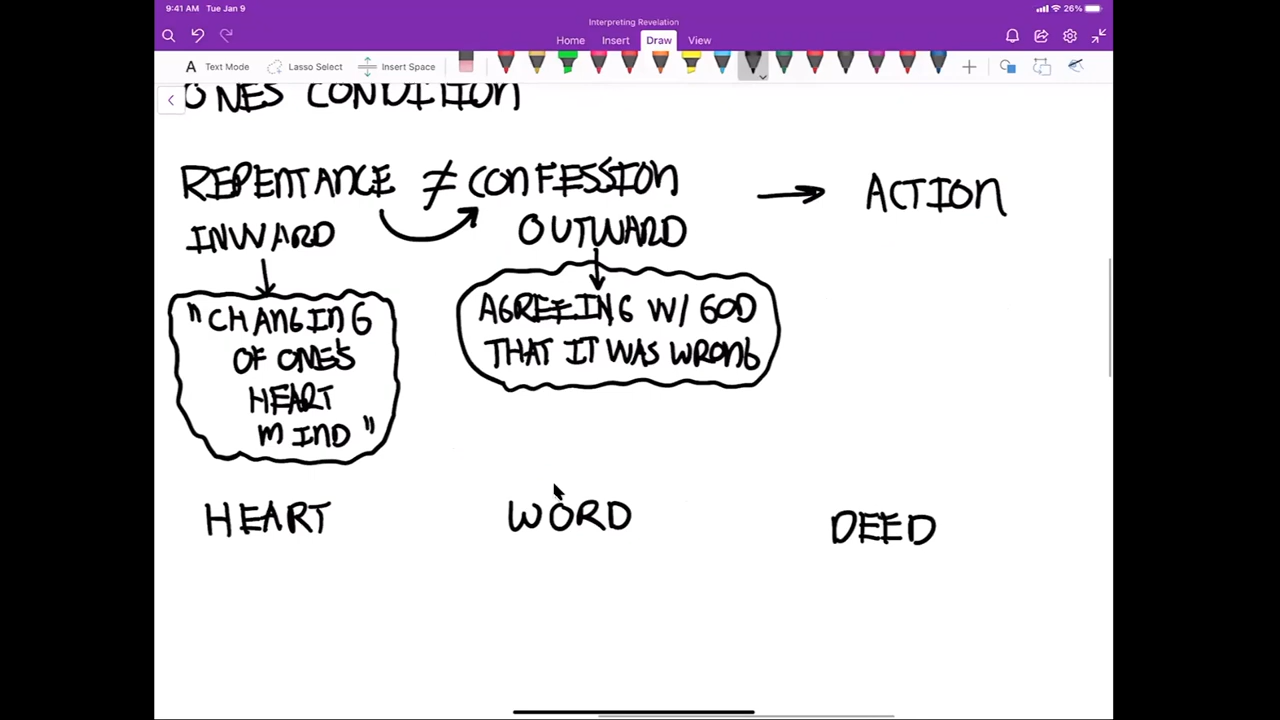 9:41 AM Tue Jan 9
26%
Interpreting Revelation
Home Insert Draw View
Text Mode Lasso Select Insert Space
ONES CONDITION
REPENTANCE ≠ CONFESSION → ACTION
INWARD OUTWARD
"CHANGING
OF ONE'S
HEART
MIND"
AGREEING W/ GOD
THAT IT WAS WRONG
HEART WORD DEED